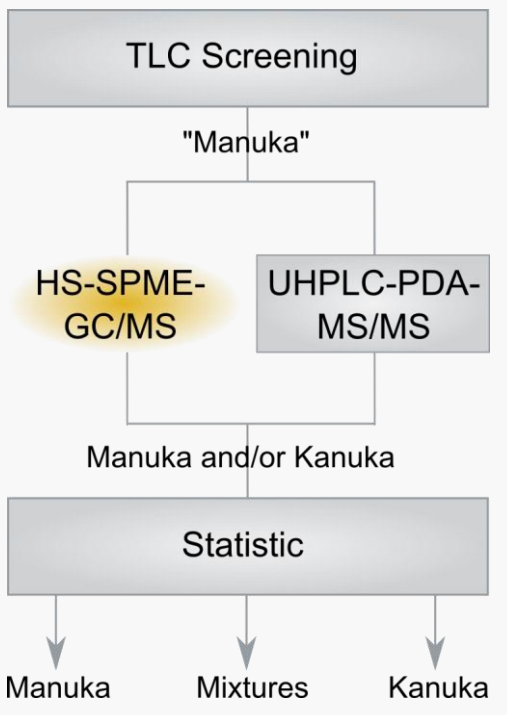 TLC Screening
"Manuka"
HS-SPME-
GC/MS
UHPLC-PDA-
MS/MS
Manuka and/or Kanuka
Statistic
Manuka
Mixtures
Kanuka